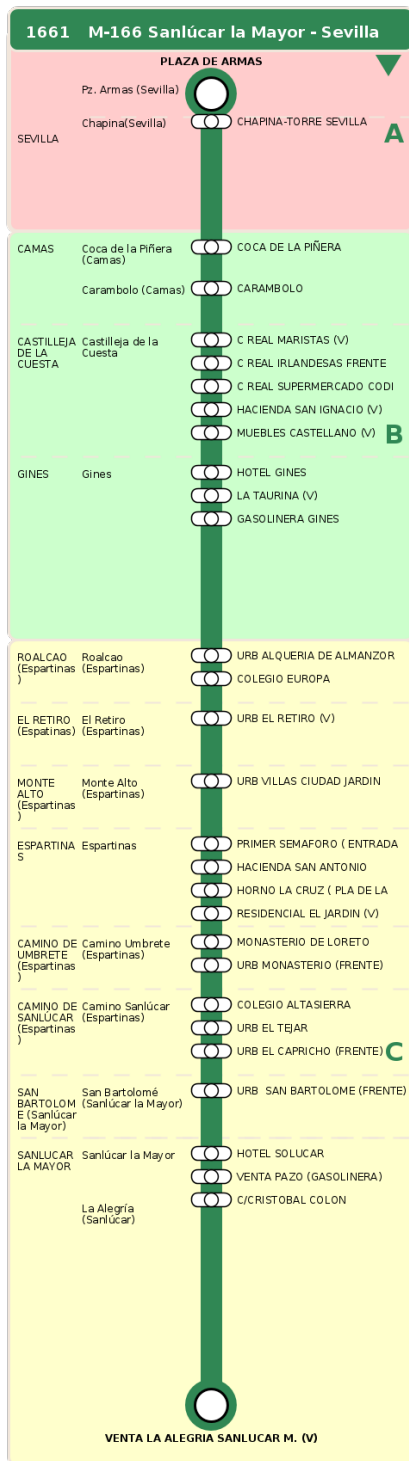 1661 M-166 Sanlúcar la Mayor - Sevilla
PLAZA DE ARMAS
Pz. Armas (Sevilla)
Chapina(Sevilla)
CHAPINA-TORRE SEVILLA
A
SEVILLA
CAMAS
Coca de la Piñera
(Camas)
COCA DE LA PIÑERA
Carambolo (Camas)
CARAMBOLO
CASTILLEJA
DE LA
CUESTA
Castilleja de la
Cuesta
C REAL MARISTAS (V)
C REAL IRLANDESAS FRENTE
C REAL SUPERMERCADO CODI
HACIENDA SAN IGNACIO (V)
MUEBLES CASTELLANO (V)
B
GINES
Gines
HOTEL GINES
LA TAURINA (V)
GASOLINERA GINES
ROALCAO
(Espartinas
)
Roalcao
(Espartinas)
URB ALQUERIA DE ALMANZOR
COLEGIO EUROPA
EL RETIRO
(Espatinas)
El Retiro
(Espartinas)
URB EL RETIRO (V)
MONTE
ALTO
(Espartinas
)
Monte Alto
(Espartinas)
URB VILLAS CIUDAD JARDIN
ESPARTINA
S
Espartinas
PRIMER SEMAFORO ( ENTRADA
HACIENDA SAN ANTONIO
HORNO LA CRUZ ( PLA DE LA
RESIDENCIAL EL JARDIN (V)
CAMINO DE
UMBRETE
(Espartinas
)
Camino Umbrete
(Espartinas)
MONASTERIO DE LORETO
URB MONASTERIO (FRENTE)
CAMINO DE
SANLÚCAR
(Espartinas
)
Camino Sanlúcar
(Espartinas)
COLEGIO ALTASIERRA
URB EL TEJAR
URB EL CAPRICHO (FRENTE)
C
SAN
BARTOLOM
E (Sanlúcar
la Mayor)
San Bartolomé
(Sanlúcar la Mayor)
URB  SAN BARTOLOME (FRENTE)
SANLUCAR
LA MAYOR
Sanlúcar la Mayor
HOTEL SOLUCAR
VENTA PAZO (GASOLINERA)
C/CRISTOBAL COLON
La Alegría
(Sanlúcar)
VENTA LA ALEGRIA SANLUCAR M. (V)